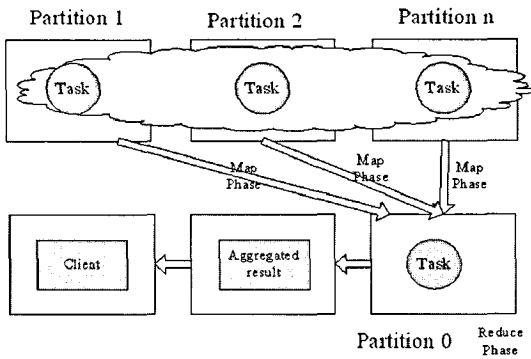 Partition 1
Partition 2
Partition n
Task
Task
Task
Map
Phase
Map
Phase
Map
Phase
Client
Aggregated
result
Task
Partition 0
Reduce
Phase